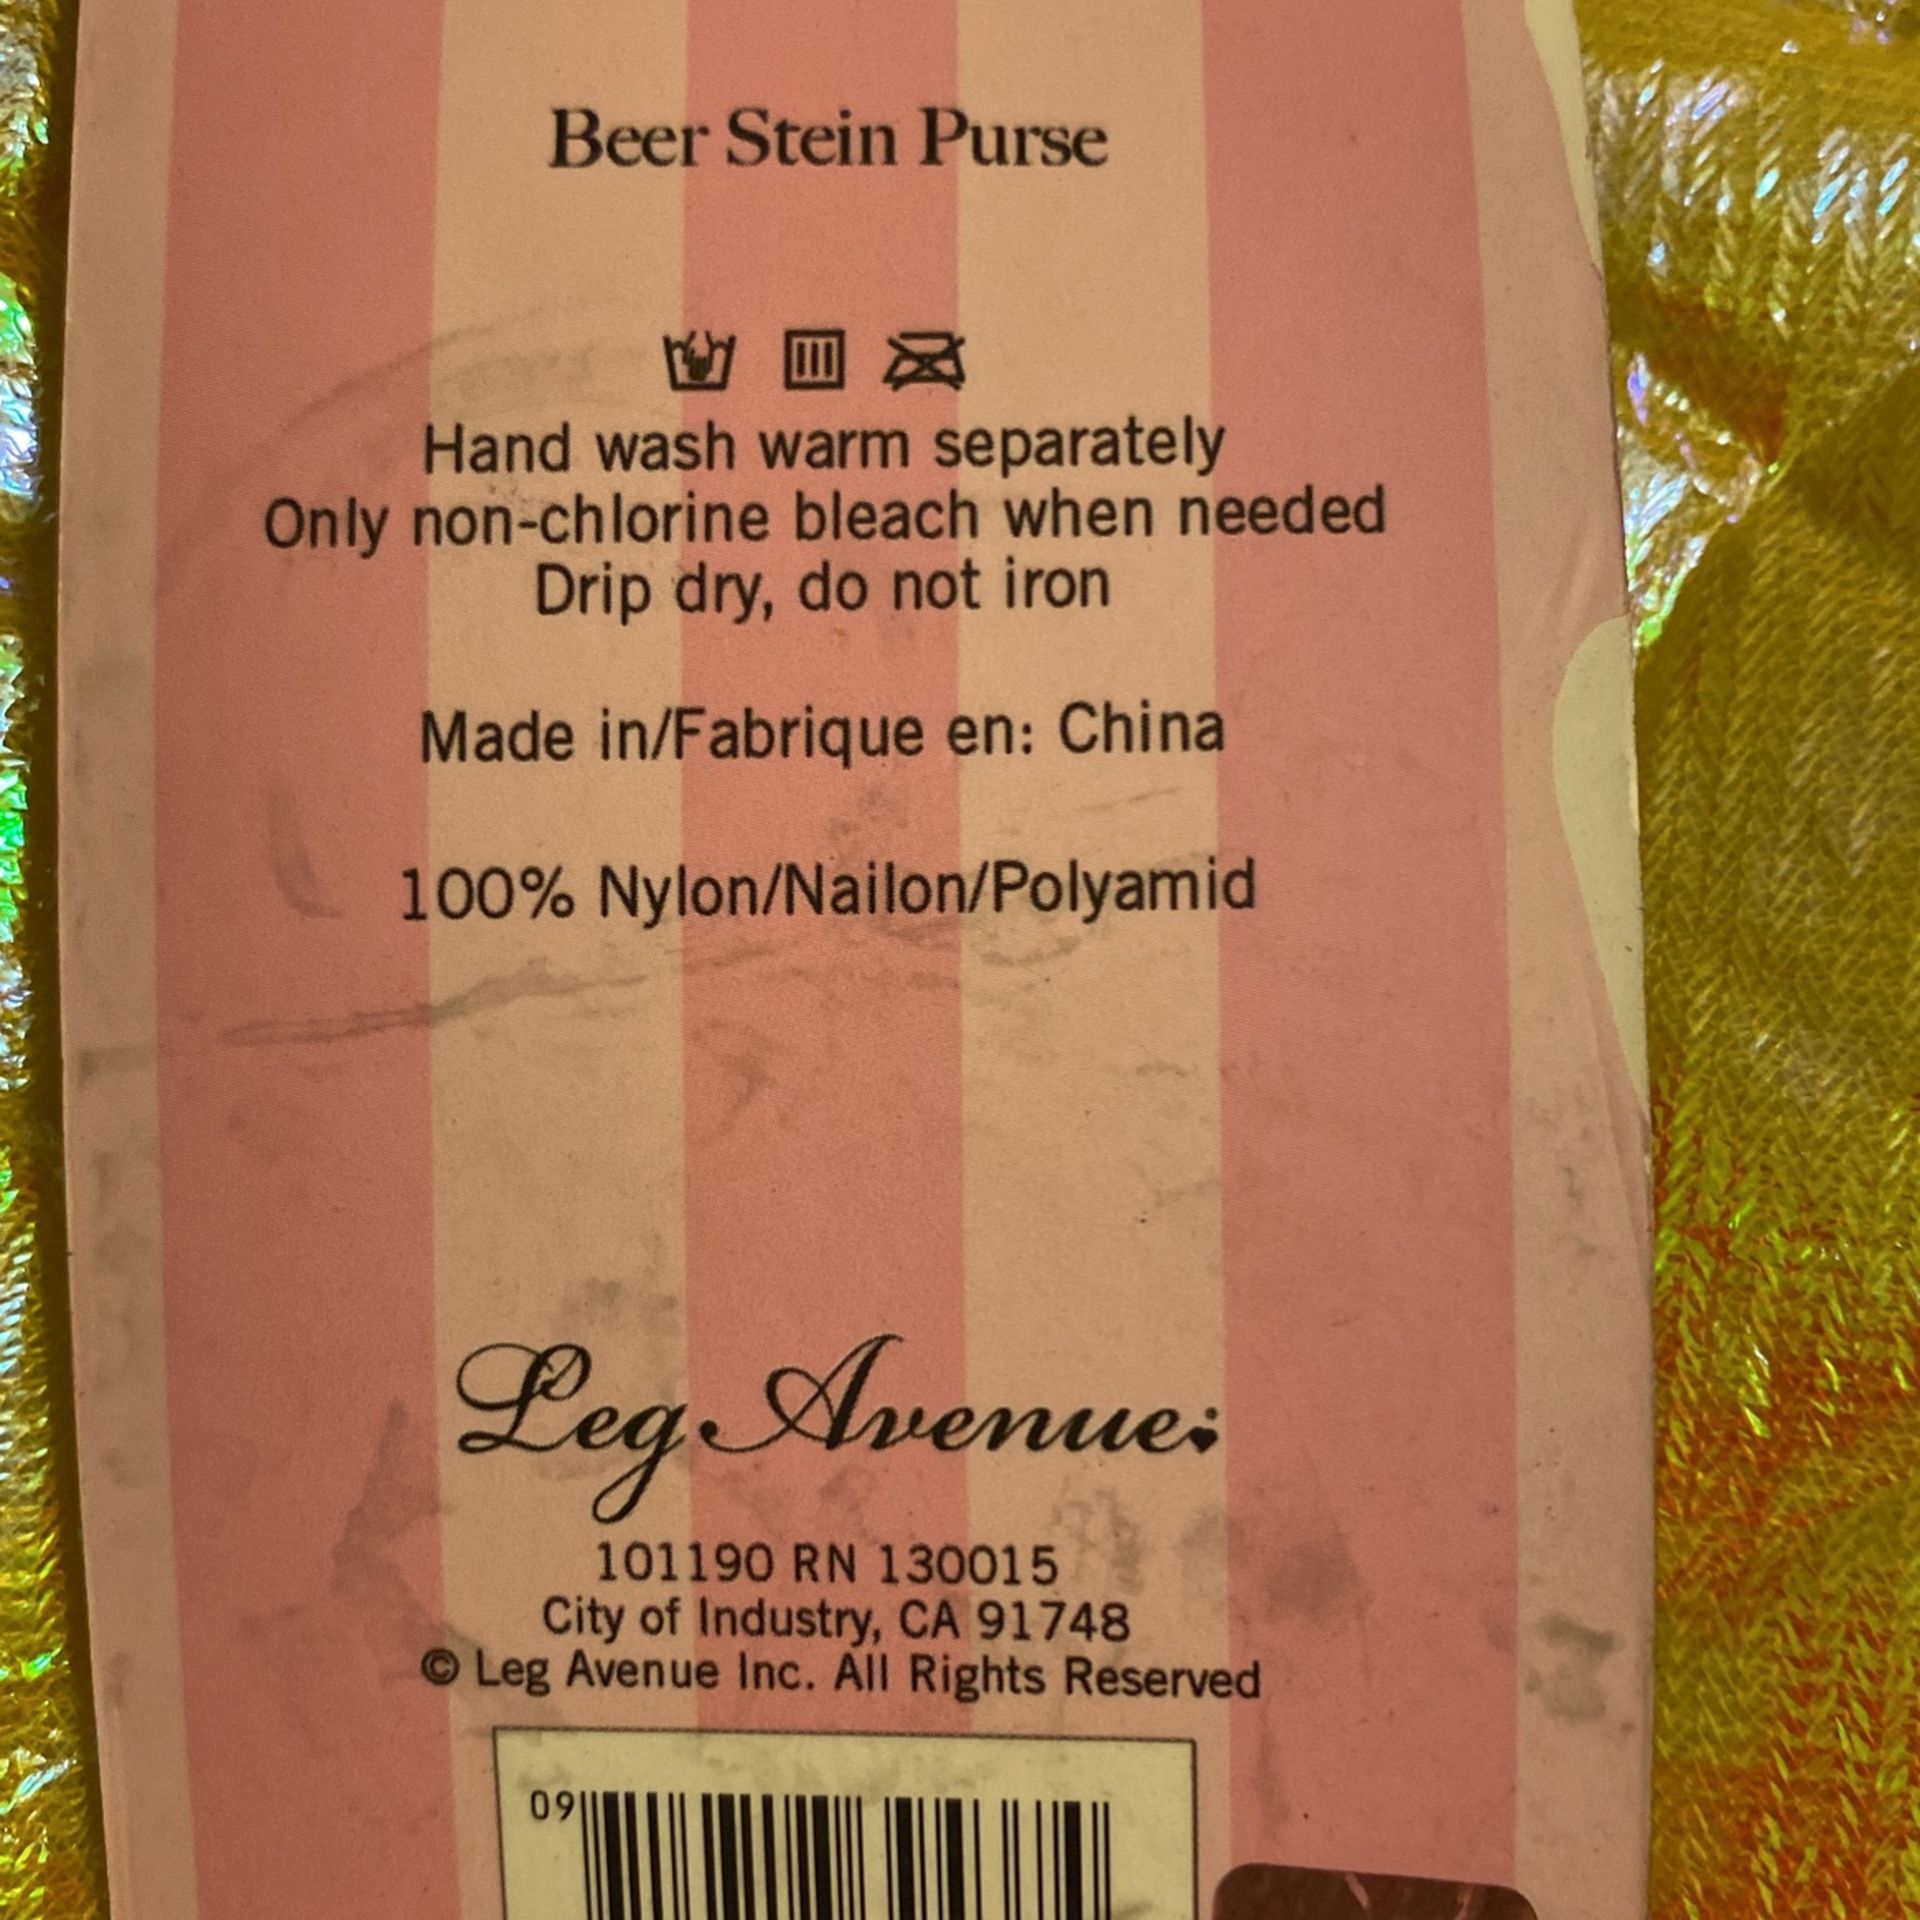 Beer Stein Purse
Hand wash warm separately
Only non-chlorine bleach when needed
Drip dry, do not iron
Made in/Fabrique en: China
100% Nylon/Nailon/Polyamid
Leg Avenue
101190 RN 130015
City of Industry, CA 91748
© Leg Avenue Inc. All Rights Reserved
09